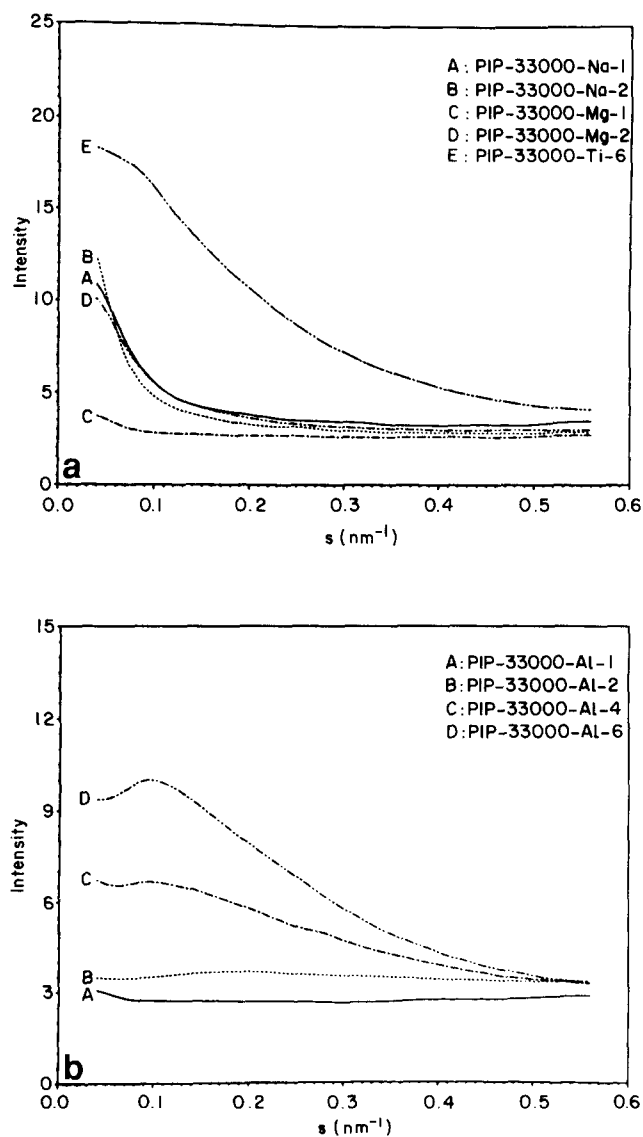 25
20
15
10
5
0
Intensity
A : PIP-33000-Na-1
B : PIP-33000-Na-2
C : PIP-33000-Mg-1
D : PIP-33000-Mg-2
E : PIP-33000-Ti-6
E
B
A
D
C
a
0.0 0.1 0.2 0.3 0.4 0.5 0.6
s (nm⁻¹)
15
12
9
6
3
0
Intensity
A:PIP-33000-Al-1
B:PIP-33000-Al-2
C:PIP-33000-Al-4
D:PIP-33000-Al-6
D
C
B
A
b
0.0 0.1 0.2 0.3 0.4 0.5 0.6
s (nm⁻¹)